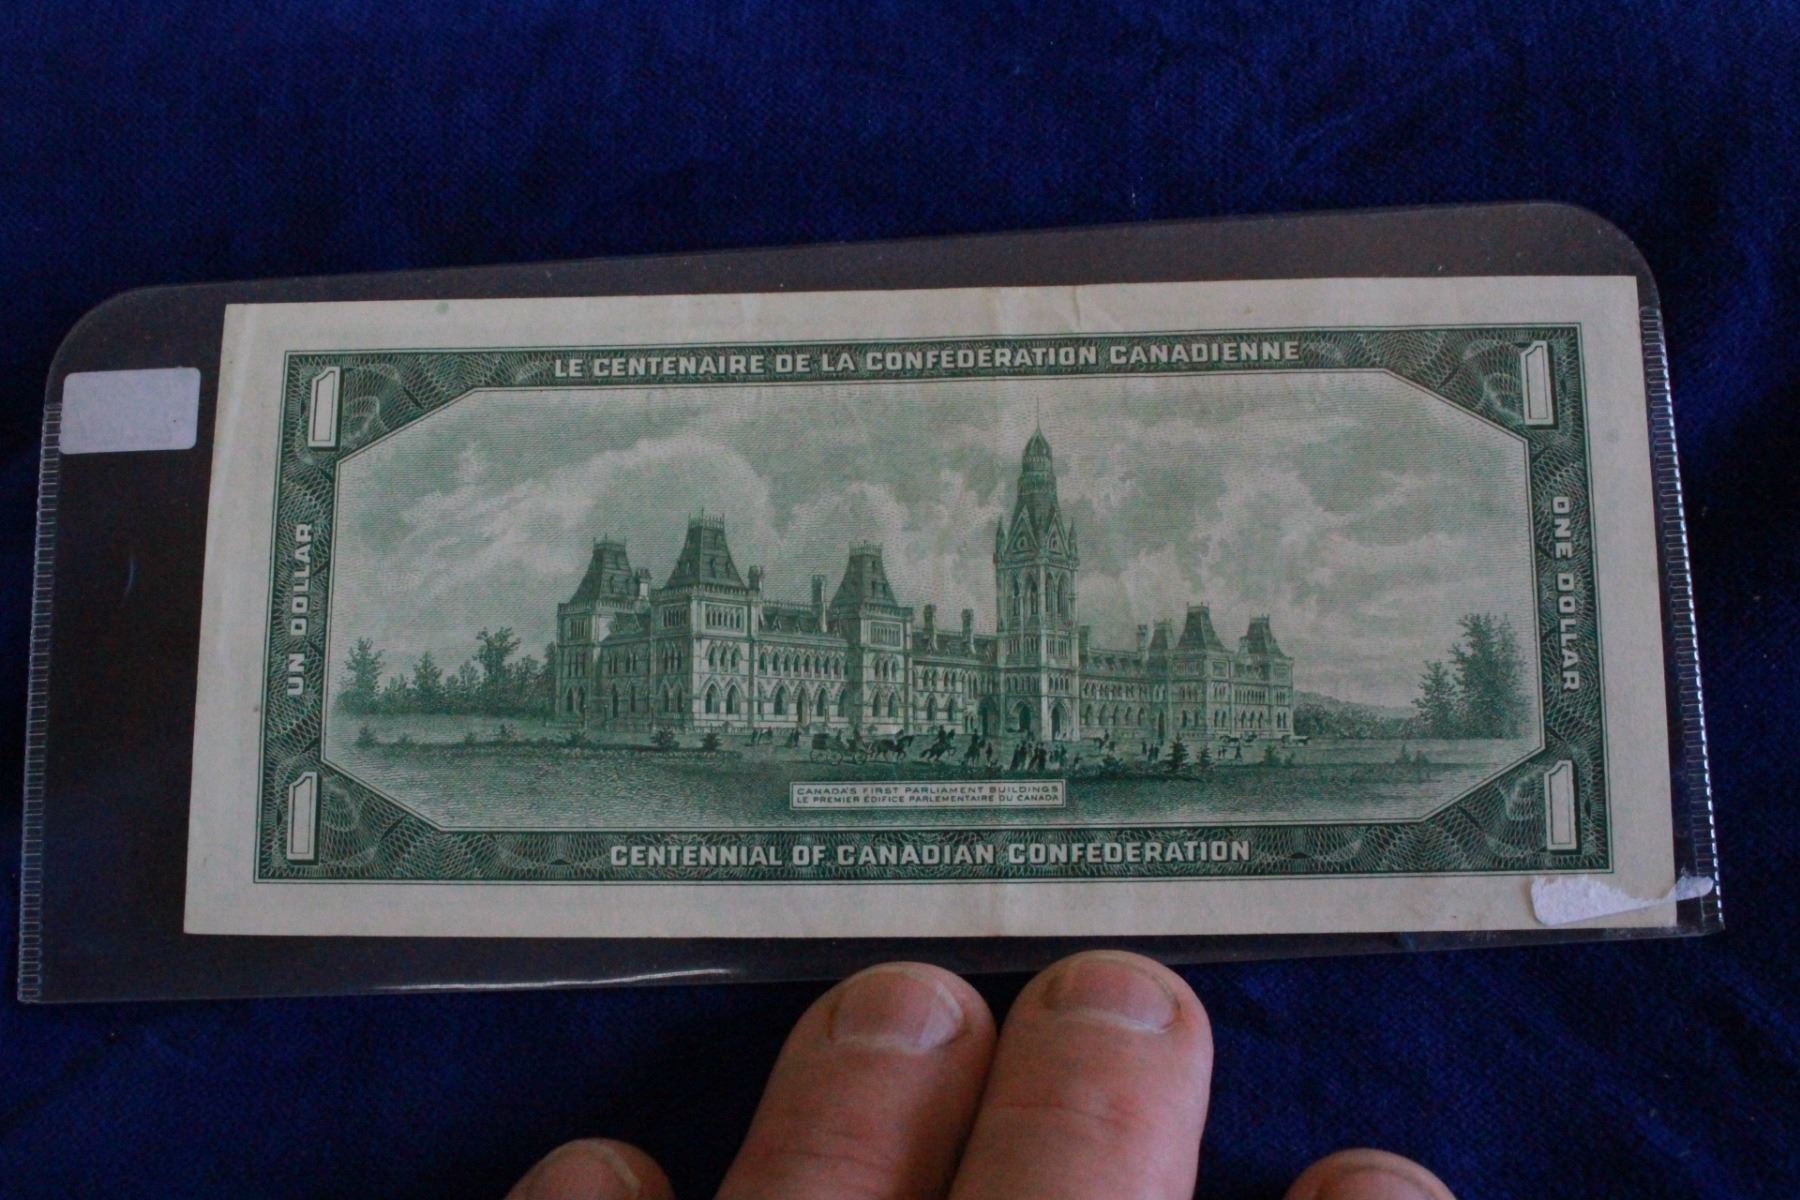 LE CENTENAIRE DE LA CONFÉDÉRATION CANADIENNE
1
1
UN DOLLAR
ONE DOLLAR
CANADA'S FIRST PARLIAMENT BUILDINGS
LE PREMIER ÉDIFICE PARLEMENTAIRE DU CANADA
1
1
CENTENNIAL OF CANADIAN CONFEDERATION